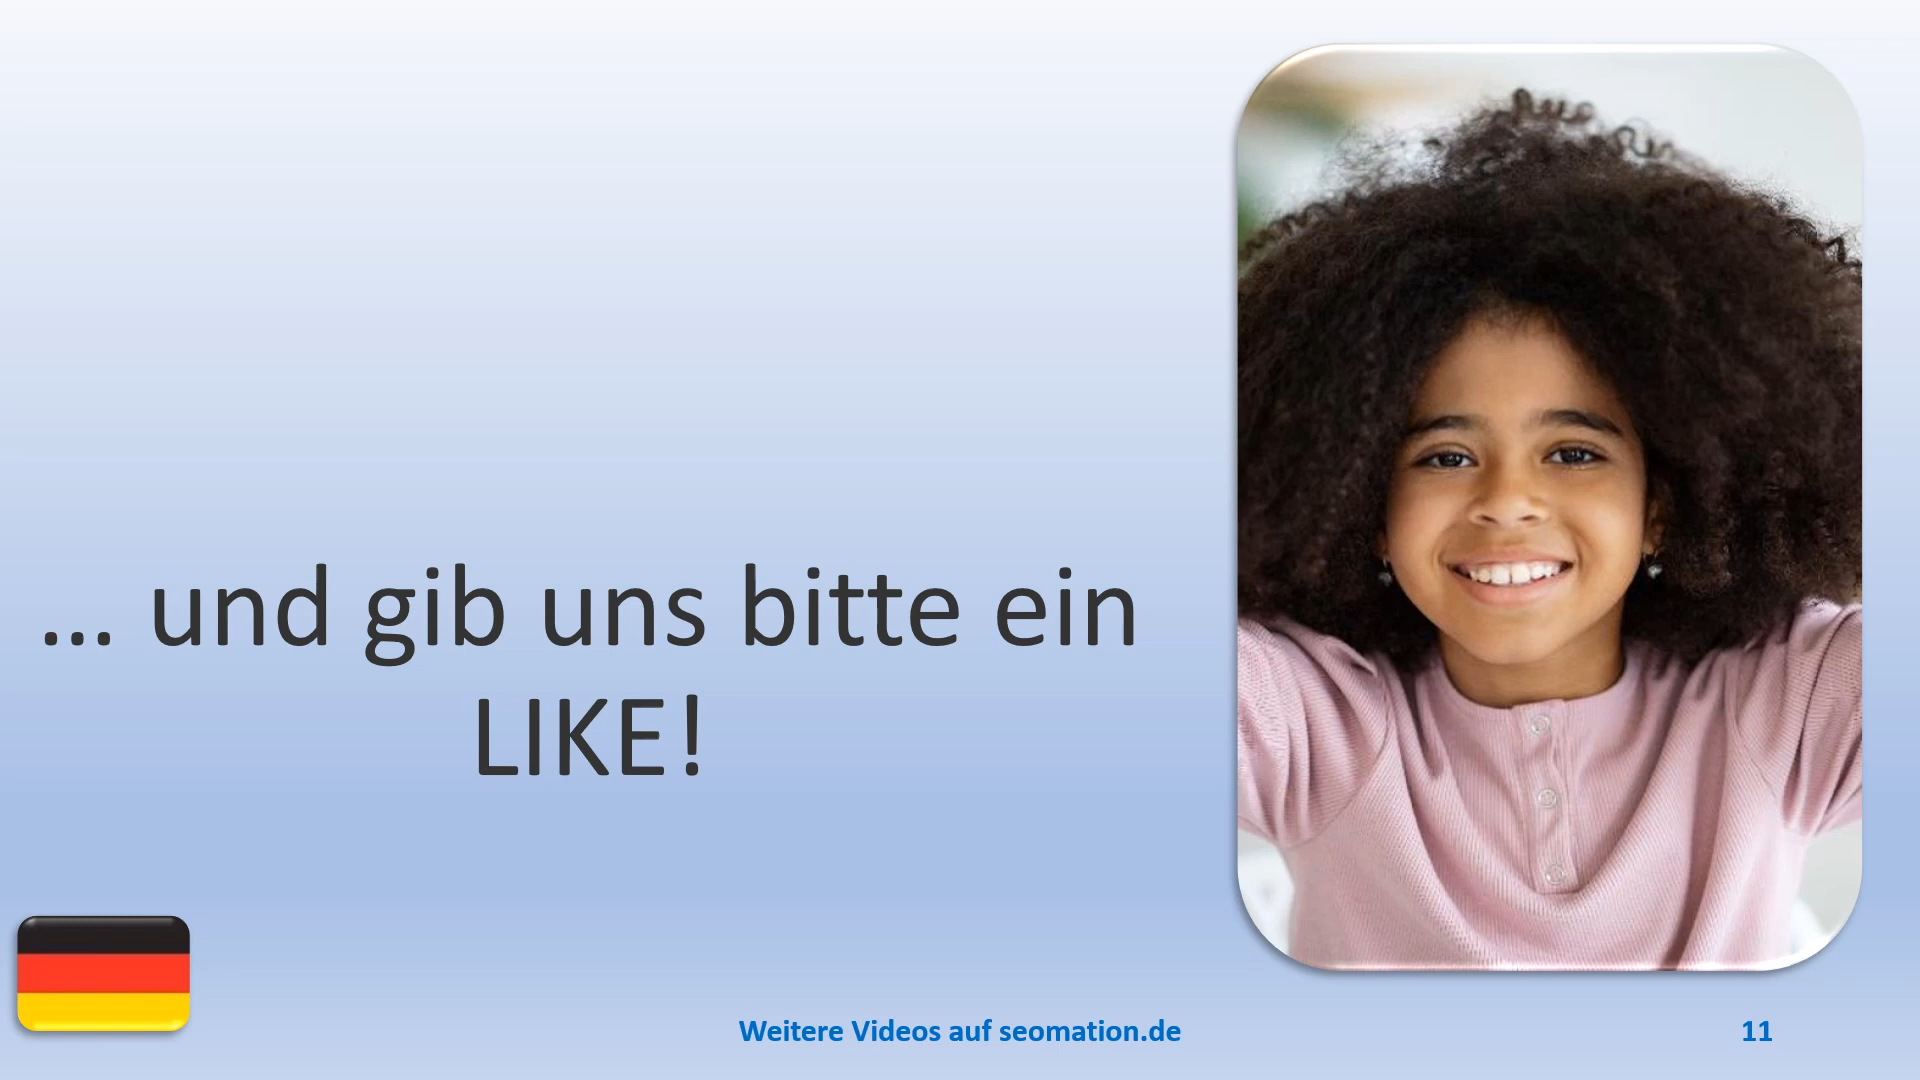 ... und gib uns bitte ein
LIKE!
Weitere Videos auf seomation.de
11